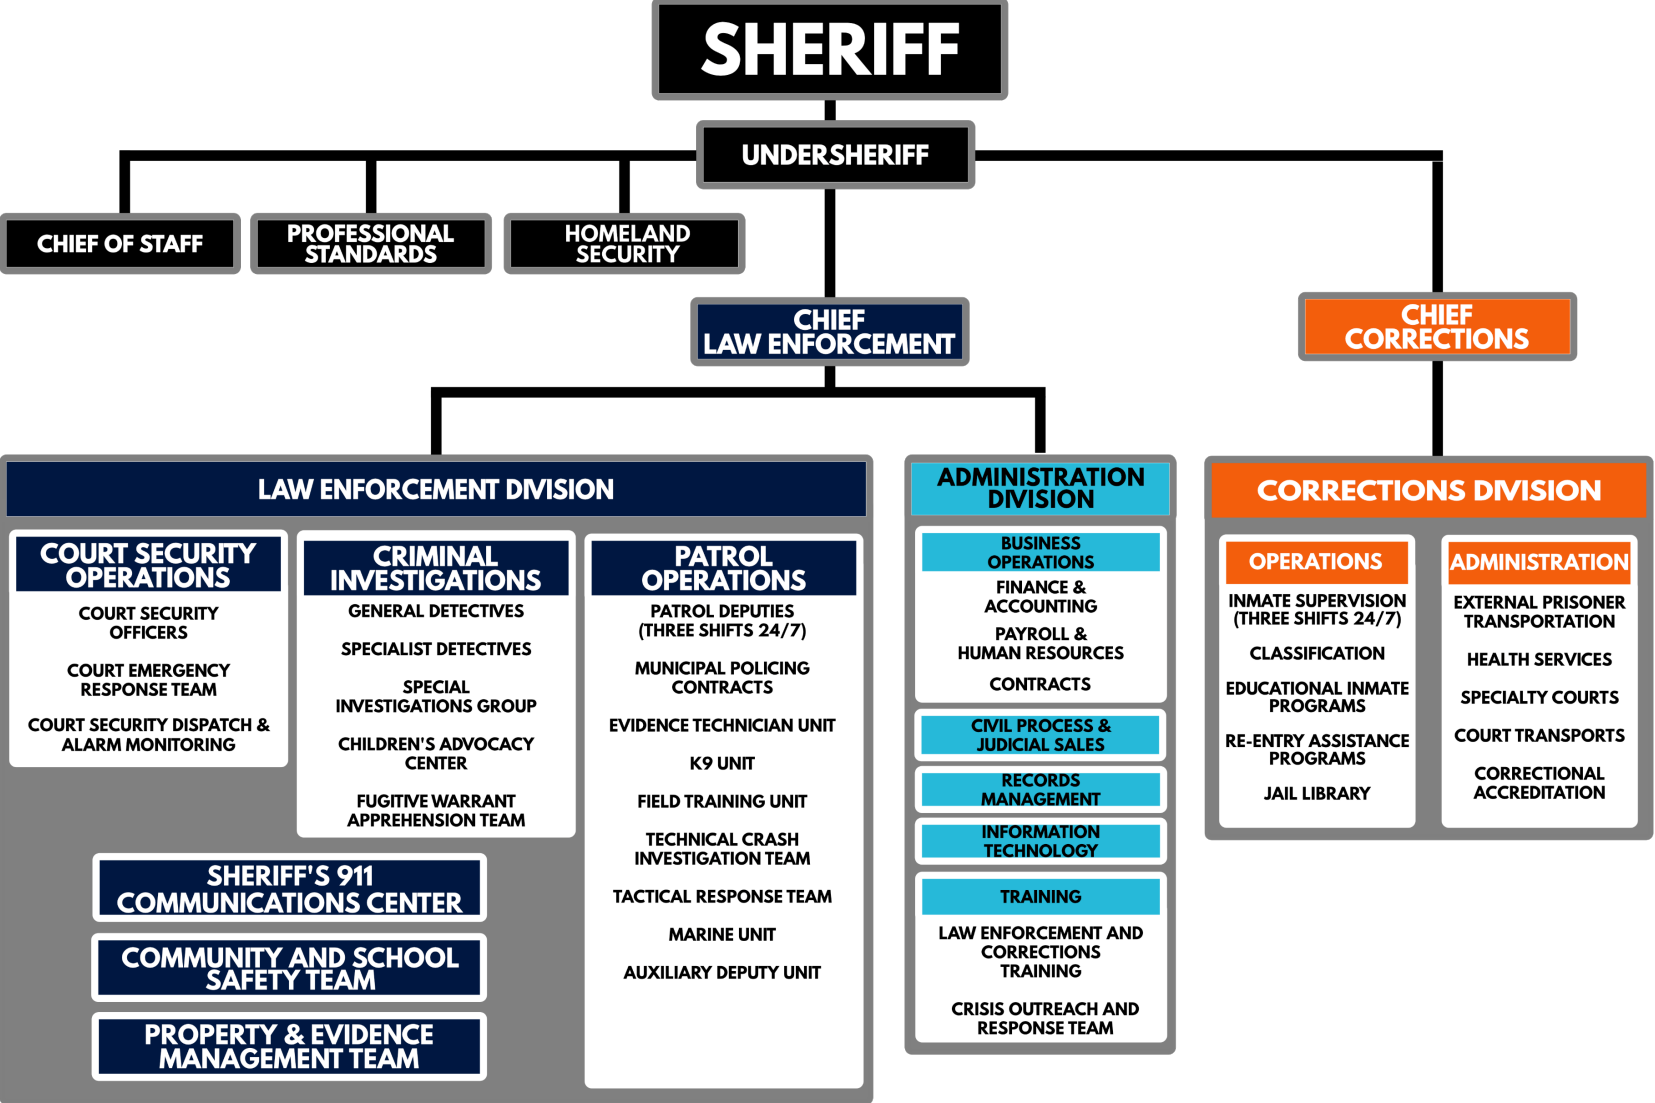 SHERIFF
UNDERSHERIFF
CHIEF OF STAFF
PROFESSIONAL
STANDARDS
HOMELAND
SECURITY
CHIEF
LAW ENFORCEMENT
CHIEF
CORRECTIONS
LAW ENFORCEMENT DIVISION
COURT SECURITY
OPERATIONS
COURT SECURITY
OFFICERS
COURT EMERGENCY
RESPONSE TEAM
COURT SECURITY DISPATCH &
ALARM MONITORING
CRIMINAL
INVESTIGATIONS
GENERAL DETECTIVES
SPECIALIST DETECTIVES
SPECIAL
INVESTIGATIONS GROUP
CHILDREN'S ADVOCACY
CENTER
FUGITIVE WARRANT
APPREHENSION TEAM
PATROL
OPERATIONS
PATROL DEPUTIES
(THREE SHIFTS 24/7)
MUNICIPAL POLICING
CONTRACTS
EVIDENCE TECHNICIAN UNIT
K9 UNIT
FIELD TRAINING UNIT
TECHNICAL CRASH
INVESTIGATION TEAM
TACTICAL RESPONSE TEAM
MARINE UNIT
AUXILIARY DEPUTY UNIT
SHERIFF'S 911
COMMUNICATIONS CENTER
COMMUNITY AND SCHOOL
SAFETY TEAM
PROPERTY & EVIDENCE
MANAGEMENT TEAM
ADMINISTRATION
DIVISION
BUSINESS
OPERATIONS
FINANCE &
ACCOUNTING
PAYROLL &
HUMAN RESOURCES
CONTRACTS
CIVIL PROCESS &
JUDICIAL SALES
RECORDS
MANAGEMENT
INFORMATION
TECHNOLOGY
TRAINING
LAW ENFORCEMENT AND
CORRECTIONS
TRAINING
CRISIS OUTREACH AND
RESPONSE TEAM
CORRECTIONS DIVISION
OPERATIONS
INMATE SUPERVISION
(THREE SHIFTS 24/7)
CLASSIFICATION
EDUCATIONAL INMATE
PROGRAMS
RE-ENTRY ASSISTANCE
PROGRAMS
JAIL LIBRARY
ADMINISTRATION
EXTERNAL PRISONER
TRANSPORTATION
HEALTH SERVICES
SPECIALTY COURTS
COURT TRANSPORTS
CORRECTIONAL
ACCREDITATION